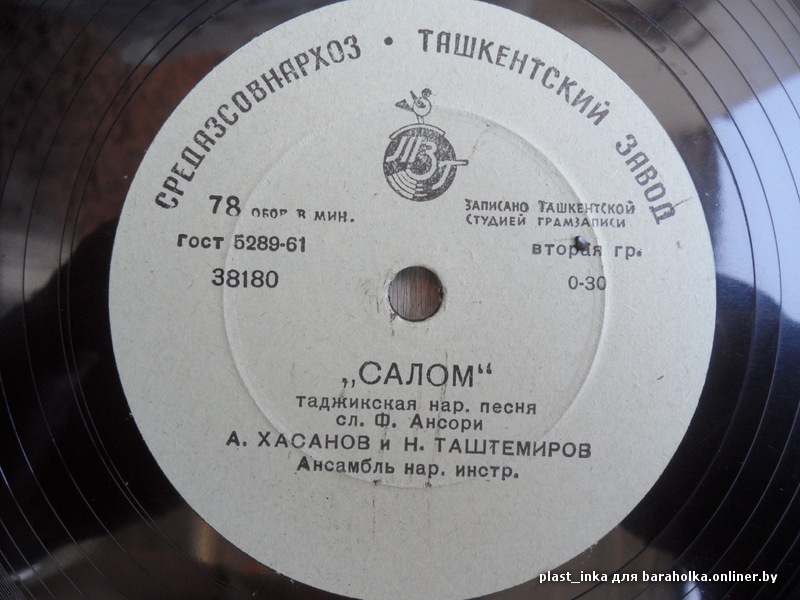 СРЕДАЗСОВНАРХОЗ • ТАШКЕНТСКИЙ ЗАВОД
ТЗГ
78 обор. в мин.
ЗАПИСАНО ТАШКЕНТСКОЙ
СТУДИЕЙ ГРАМЗАПИСИ
Гост 5289-61
вторая гр.
38180
0-30
„САЛОМ“
таджикская нар. песня
сл. Ф. Ансори
А. ХАСАНОВ и Н. ТАШТЕМИРОВ
Ансамбль нар. инстр.
plast_inka для baraholka.onliner.by